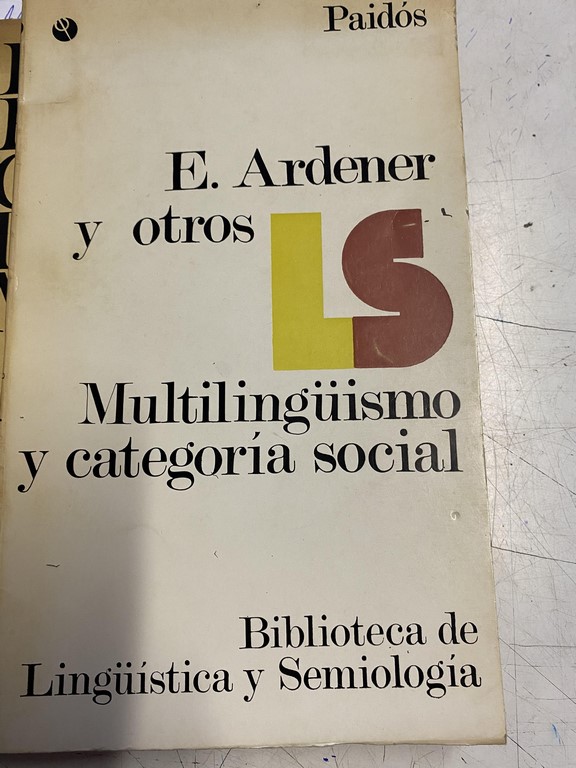 Paidós
E. Ardener
y otros
LS
Multilingüismo
y categoría social
Biblioteca de
Lingüística y Semiología